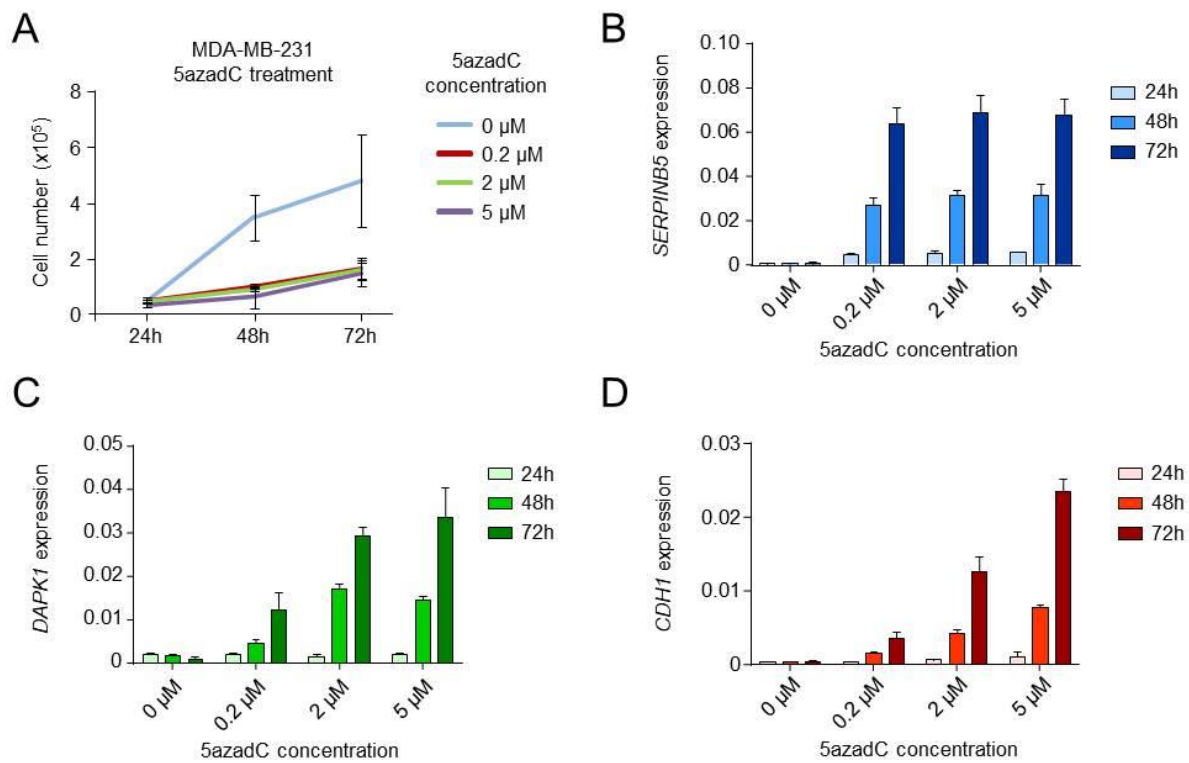 A
MDA-MB-231
5azadC treatment
5azadC
concentration
0 µM
0.2 µM
2 µM
5 µM
Cell number (x10⁵)
8
6
4
2
0
24h
48h
72h
B
SERPINB5 expression
0.10
0.08
0.06
0.04
0.02
0
0 µM
0.2 µM
2 µM
5 µM
5azadC concentration
24h
48h
72h
C
DAPK1 expression
0.05
0.04
0.03
0.02
0.01
0
0 µM
0.2 µM
2 µM
5 µM
5azadC concentration
24h
48h
72h
D
CDH1 expression
0.03
0.02
0.01
0
0 µM
0.2 µM
2 µM
5 µM
5azadC concentration
24h
48h
72h